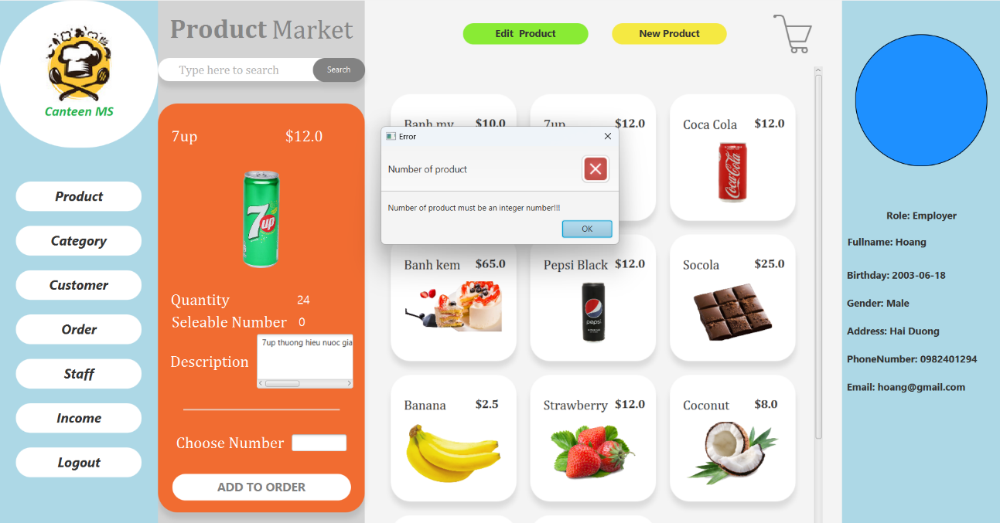 Canteen MS
Product
Category
Customer
Order
Staff
Income
Logout
Product Market
Type here to search
Search
7up
$12.0
7up
Quantity
24
Seleable Number
0
Description
7up thuong hieu nuoc gia
Choose Number
ADD TO ORDER
Edit Product
New Product
Banh my
$10.0
7up
$12.0
Coca Cola
$12.0
Coca-Cola
Error
Number of product
Number of product must be an integer number!!!
OK
Banh kem
$65.0
Pepsi Black
$12.0
pepsi
Socola
$25.0
Banana
$2.5
Strawberry
$12.0
Coconut
$8.0
Role: Employer
Fullname: Hoang
Birthday: 2003-06-18
Gender: Male
Address: Hai Duong
PhoneNumber: 0982401294
Email: hoang@gmail.com